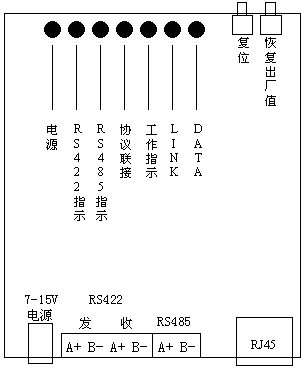 复位
恢复出厂值
电源
RS422指示
RS485指示
协议联接
工作指示
LINK
DATA
7-15V
电源
RS422
发 收
RS485
A+ B- A+ B- A+ B-
RJ45